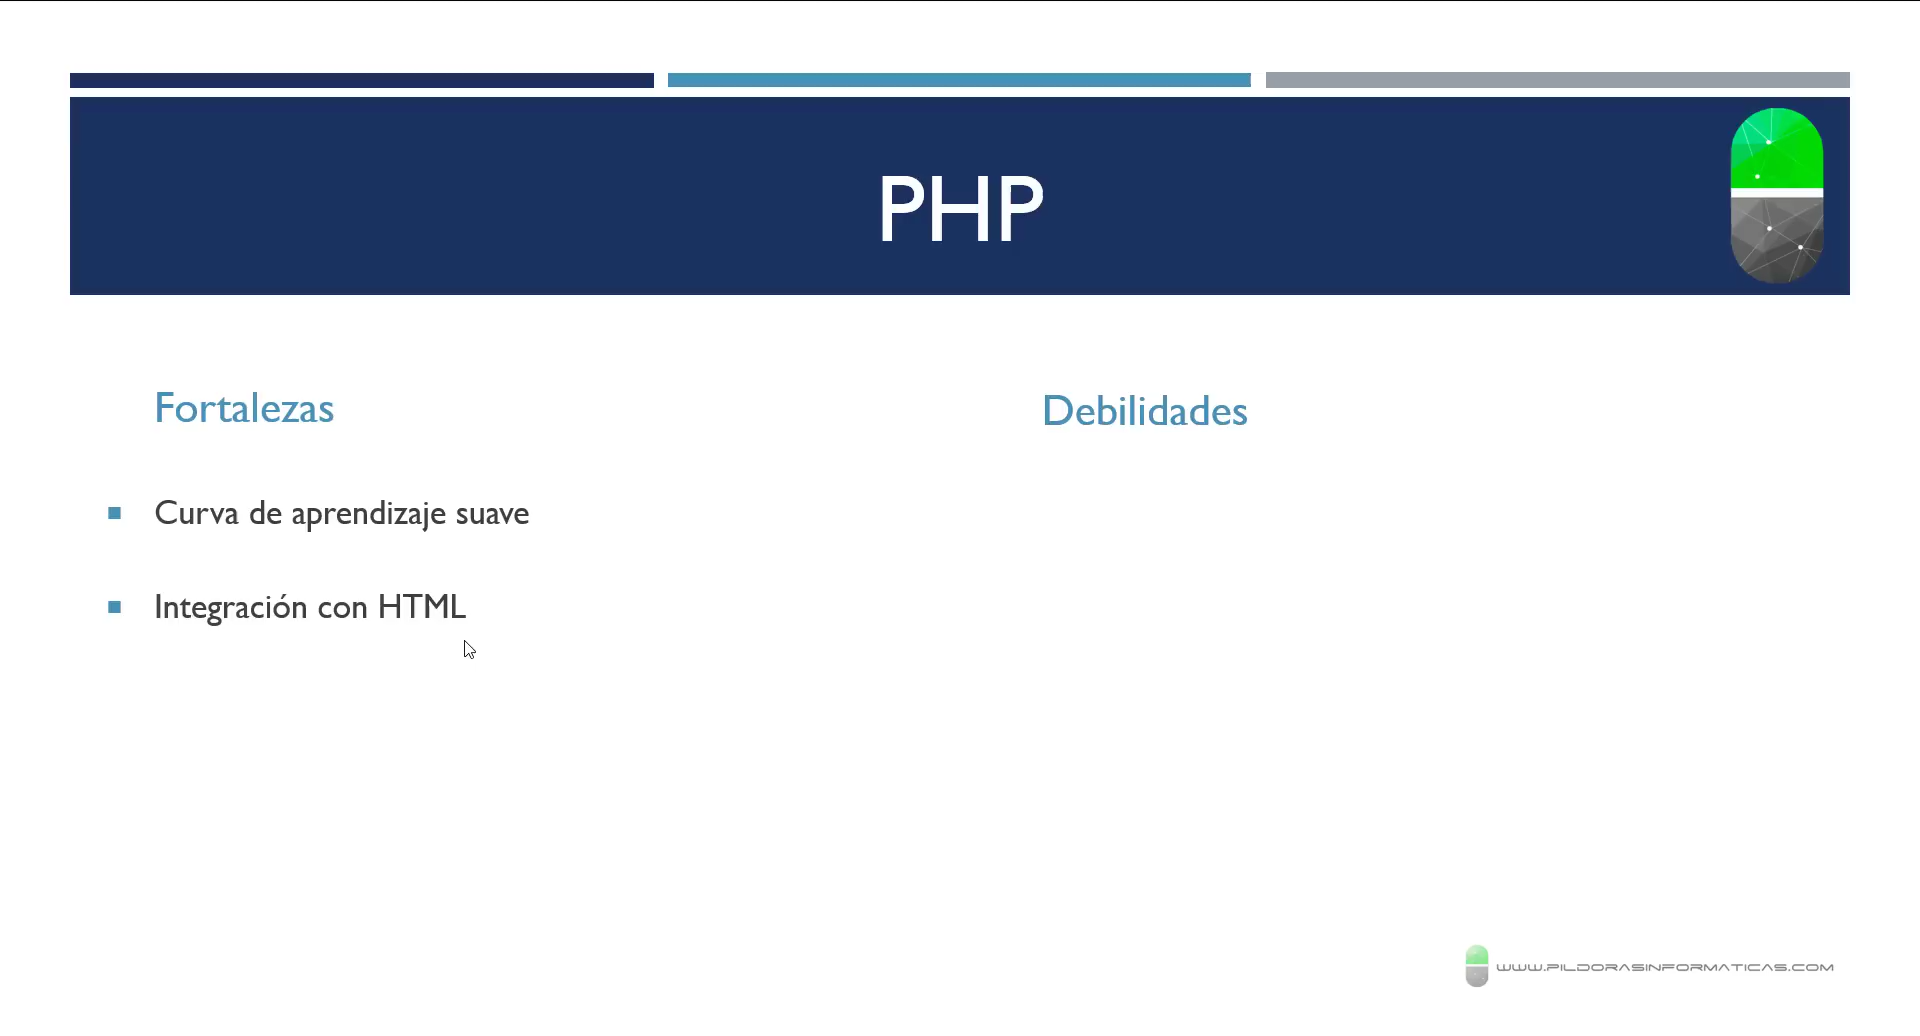 PHP
Fortalezas
Curva de aprendizaje suave
Integración con HTML
Debilidades
WWW.PILDORASINFORMATICAS.COM